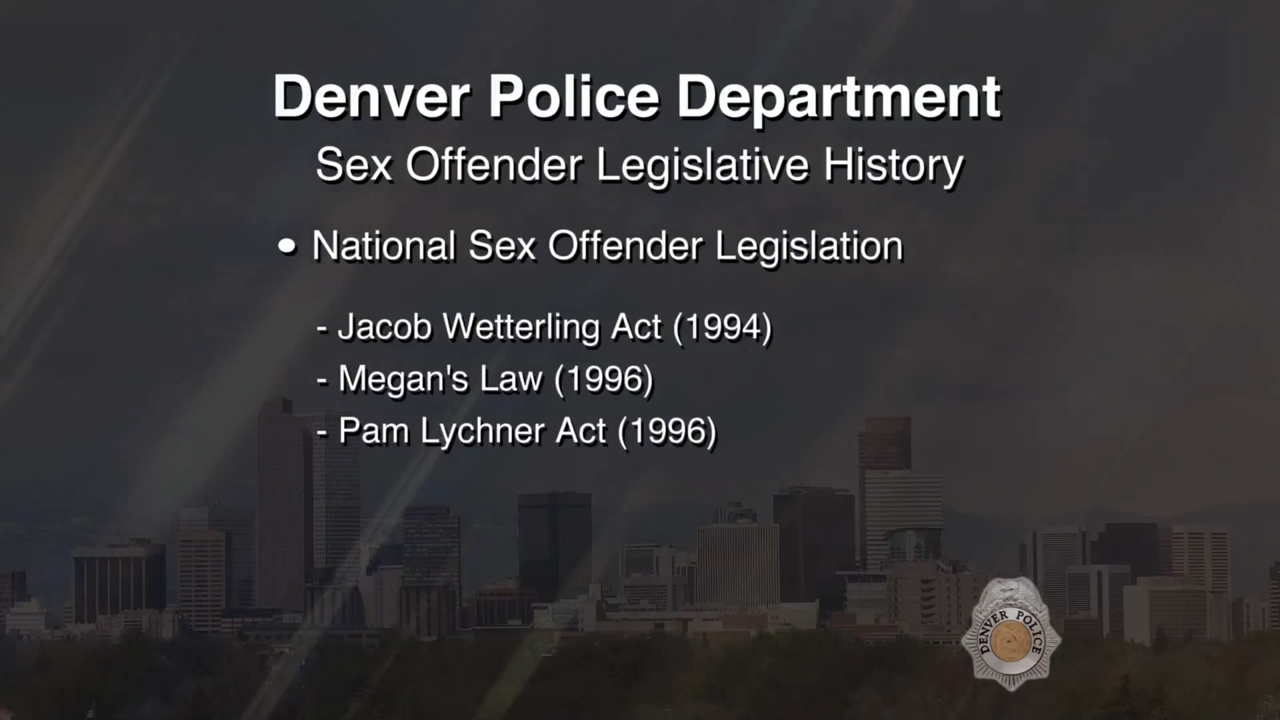 Denver Police Department
Sex Offender Legislative History
• National Sex Offender Legislation
- Jacob Wetterling Act (1994)
- Megan's Law (1996)
- Pam Lychner Act (1996)
DENVER POLICE